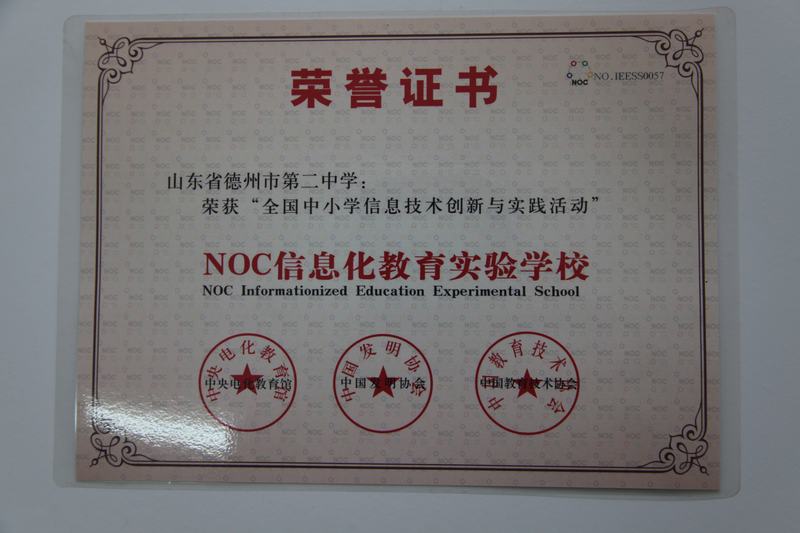 荣誉证书
NOC
NO.IEESS0057
山东省德州市第二中学：
荣获“全国中小学信息技术创新与实践活动”
NOC信息化教育实验学校
NOC Informationized Education Experimental School
中央电化教育馆
中央电化教育馆
中国发明协会
中国发明协会
中国教育技术协会
中国教育技术协会